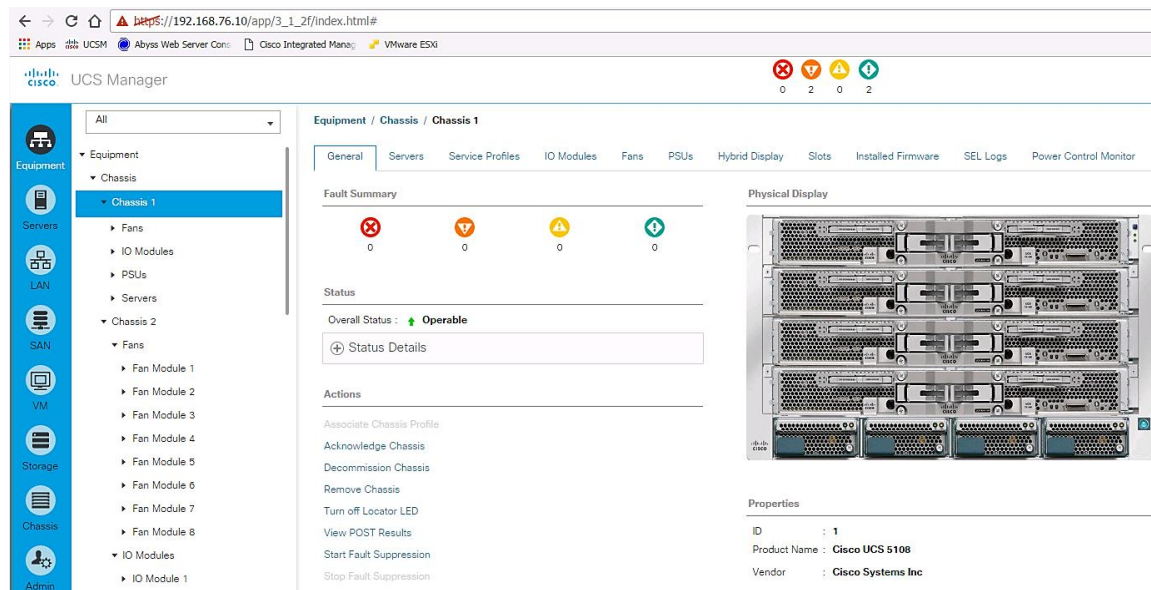 https://192.168.76.10/app/3_1_2f/index.html#
Apps UCSM Abyss Web Server Cons Cisco Integrated Manag VMware ESXi
CISCO UCS Manager
0 2 0 2
All
Equipment
Servers
LAN
SAN
VM
Storage
Chassis
Admin
Equipment
Chassis
Chassis 1
Fans
IO Modules
PSUs
Servers
Chassis 2
Fans
Fan Module 1
Fan Module 2
Fan Module 3
Fan Module 4
Fan Module 5
Fan Module 6
Fan Module 7
Fan Module 8
IO Modules
IO Module 1
Equipment / Chassis / Chassis 1
General Servers Service Profiles IO Modules Fans PSUs Hybrid Display Slots Installed Firmware SEL Logs Power Control Monitor
Fault Summary
0 0 0 0
Status
Overall Status : Operable
Status Details
Actions
Associate Chassis Profile
Acknowledge Chassis
Decommission Chassis
Remove Chassis
Turn off Locator LED
View POST Results
Start Fault Suppression
Stop Fault Suppression
Physical Display
CISCO
CISCO
CISCO
CISCO
CISCO
Properties
ID : 1
Product Name : Cisco UCS 5108
Vendor : Cisco Systems Inc